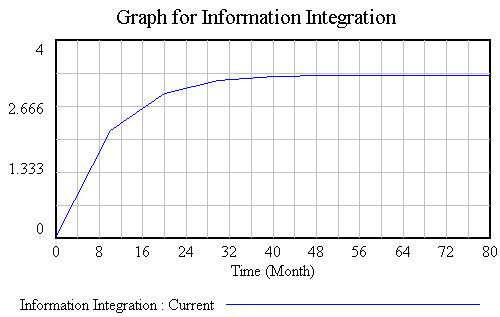 Graph for Information Integration
4
2.666
1.333
0
0 8 16 24 32 40 48 56 64 72 80
Time (Month)
Information Integration : Current